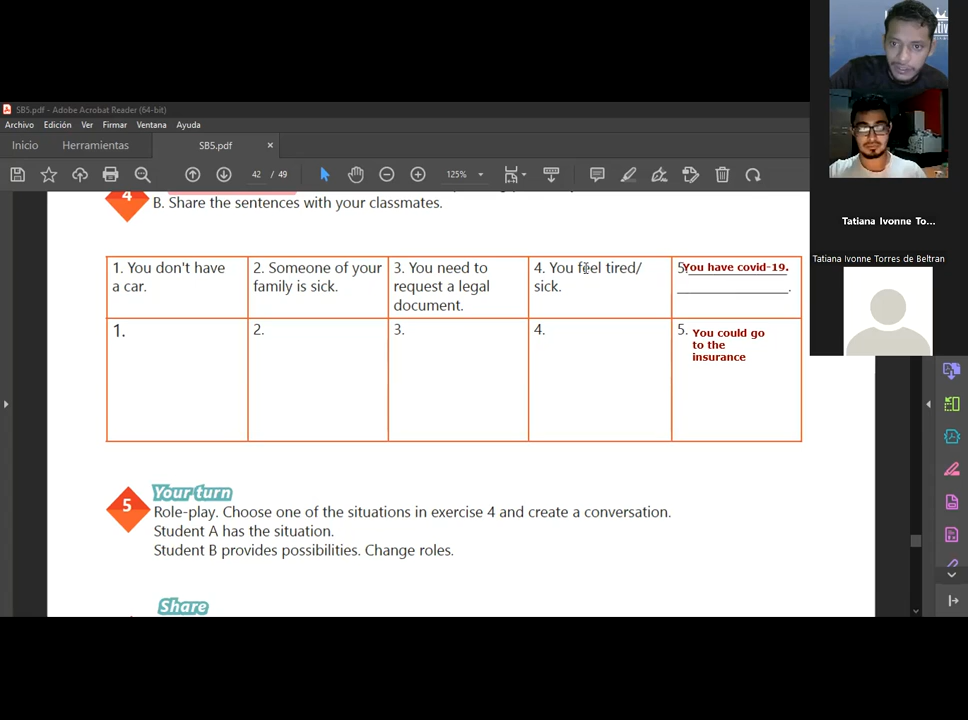 SB5.pdf - Adobe Acrobat Reader (64-bit)
Archivo Edición Ver Firmar Ventana Ayuda
Inicio Herramientas SB5.pdf ×
42 / 49 125%
4
B. Share the sentences with your classmates.
1. You don't have
a car.
2. Someone of your
family is sick.
3. You need to
request a legal
document.
4. You feel tired/
sick.
5. You have covid-19.
1.
2.
3.
4.
5. You could go
to the
insurance
5
Your turn
Role-play. Choose one of the situations in exercise 4 and create a conversation.
Student A has the situation.
Student B provides possibilities. Change roles.
Share
Tatiana Ivonne To...
Tatiana Ivonne Torres de Beltran